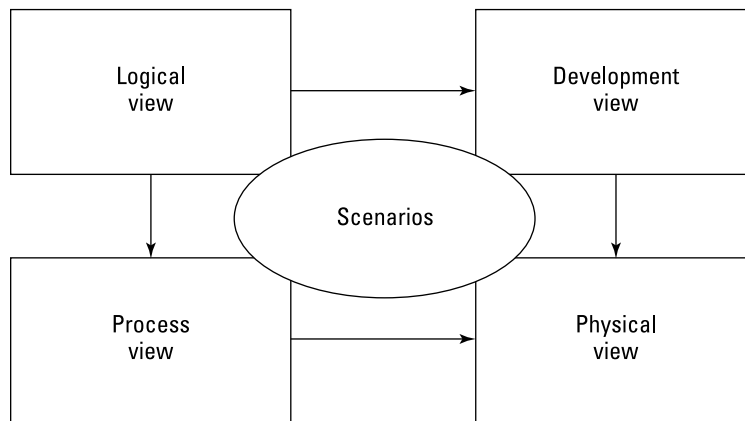 Logical
view
Development
view
Scenarios
Process
view
Physical
view